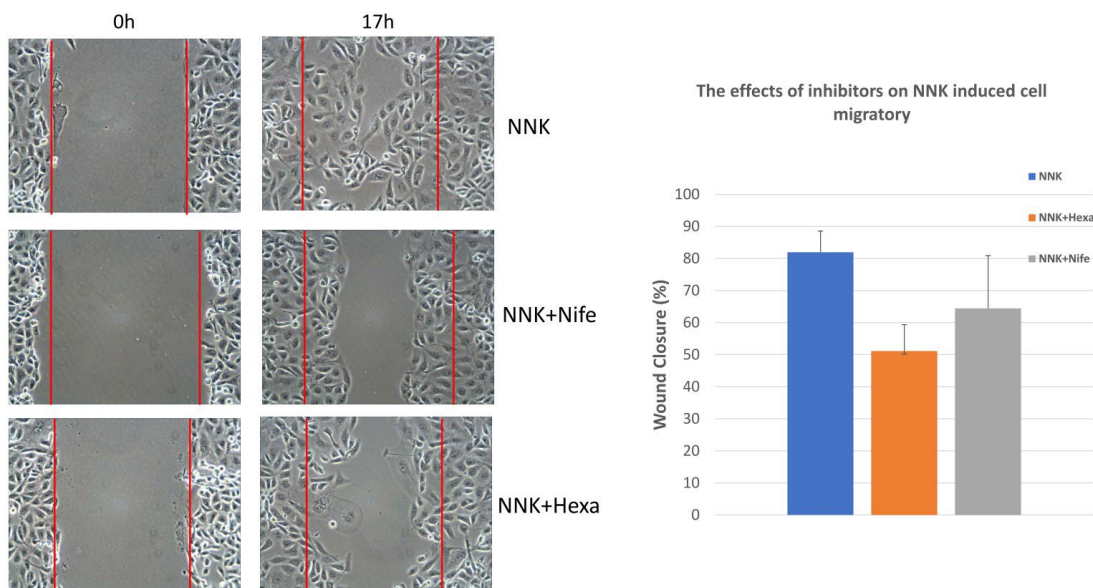 0h
17h
NNK
NNK+Nife
NNK+Hexa
The effects of inhibitors on NNK induced cell
migratory
NNK
NNK+Hexa
NNK+Nife
Wound Closure (%)
100
90
80
70
60
50
40
30
20
10
0